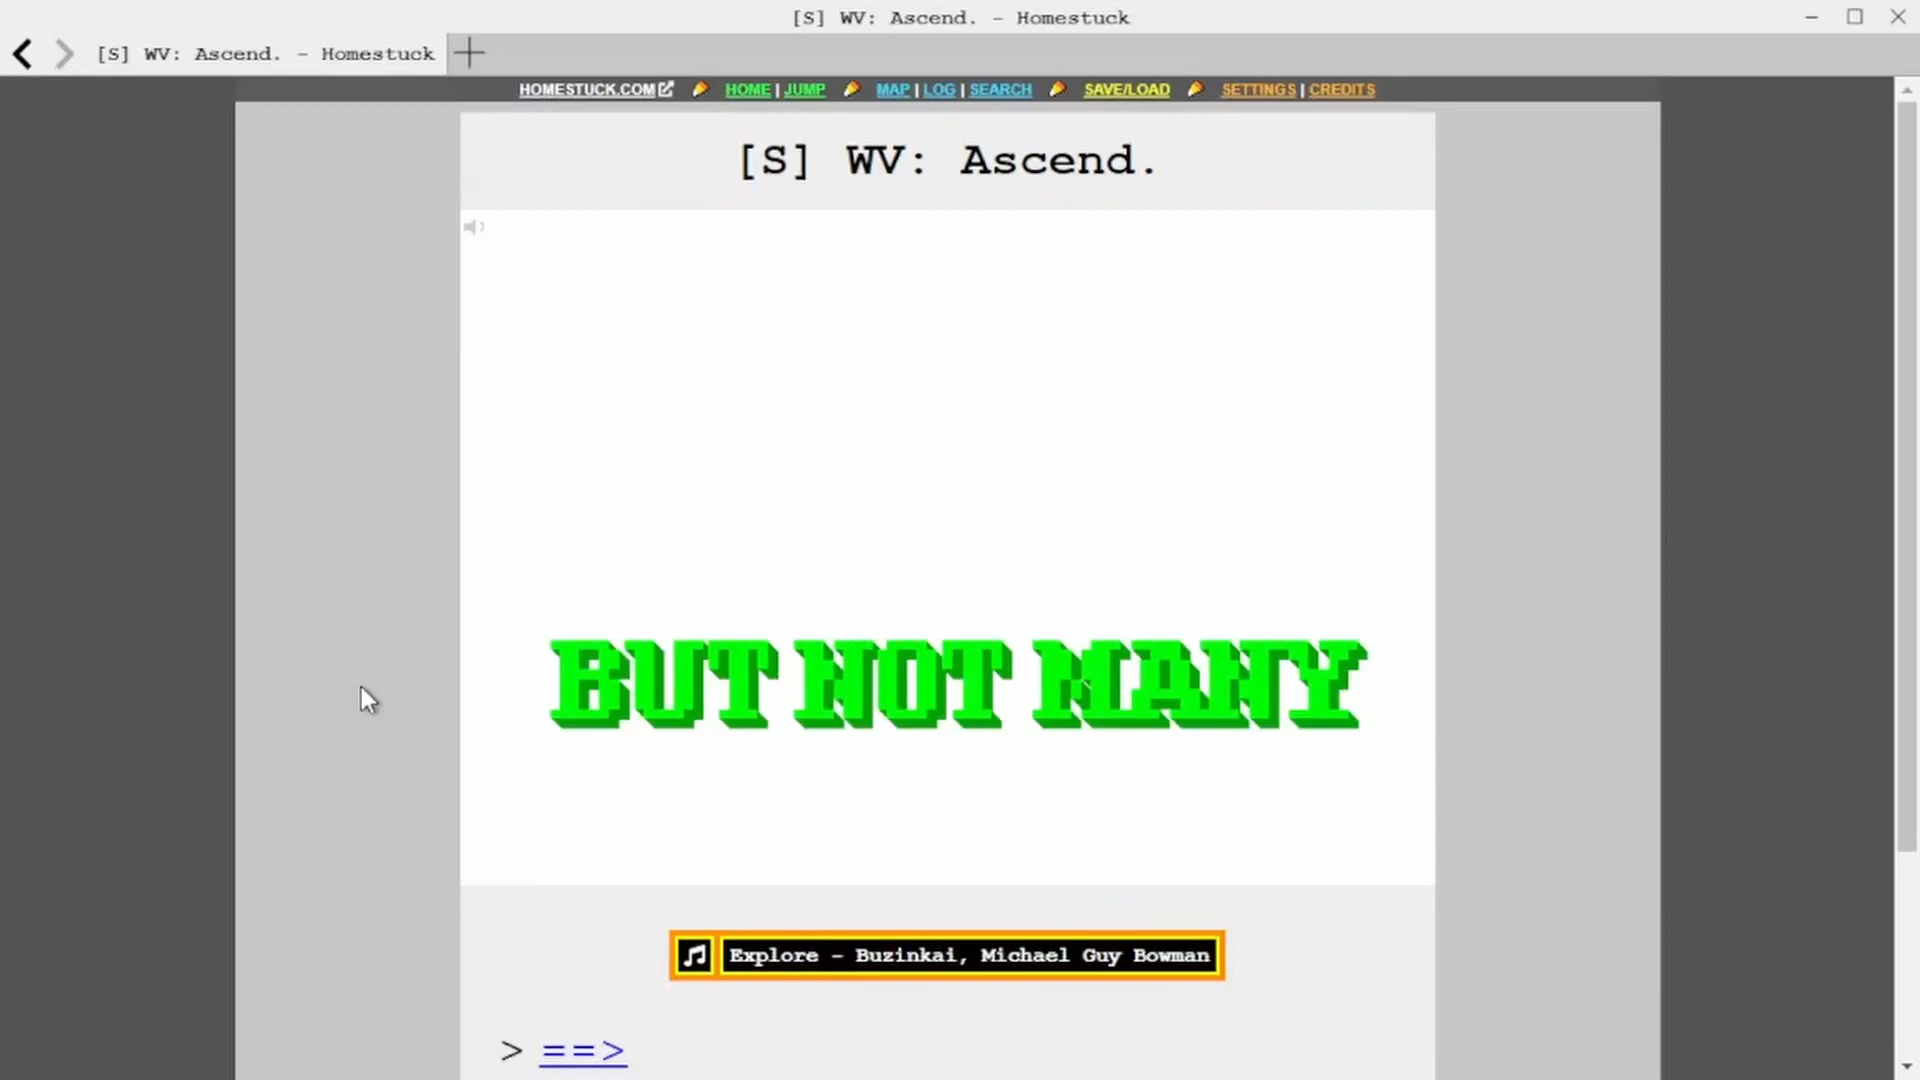 [S] WV: Ascend. - Homestuck
[S] WV: Ascend. - Homestuck
HOMESTUCK.COM HOME | JUMP MAP | LOG | SEARCH SAVE/LOAD SETTINGS | CREDITS
[S] WV: Ascend.
BUT NOT MANY
Explore - Buzinkai, Michael Guy Bowman
> ==>